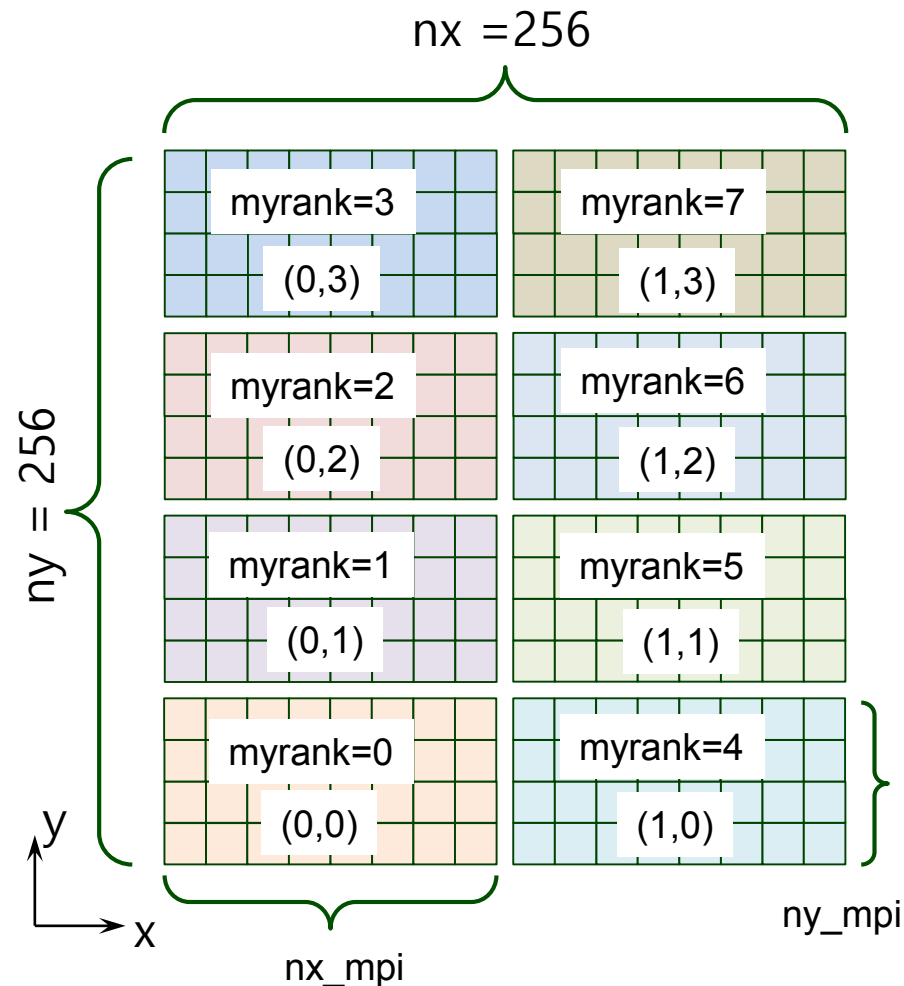 nx =256
myrank=3
(0,3)
myrank=7
(1,3)
myrank=2
(0,2)
myrank=6
(1,2)
ny = 256
myrank=1
(0,1)
myrank=5
(1,1)
myrank=0
(0,0)
myrank=4
(1,0)
y
x
nx_mpi
ny_mpi